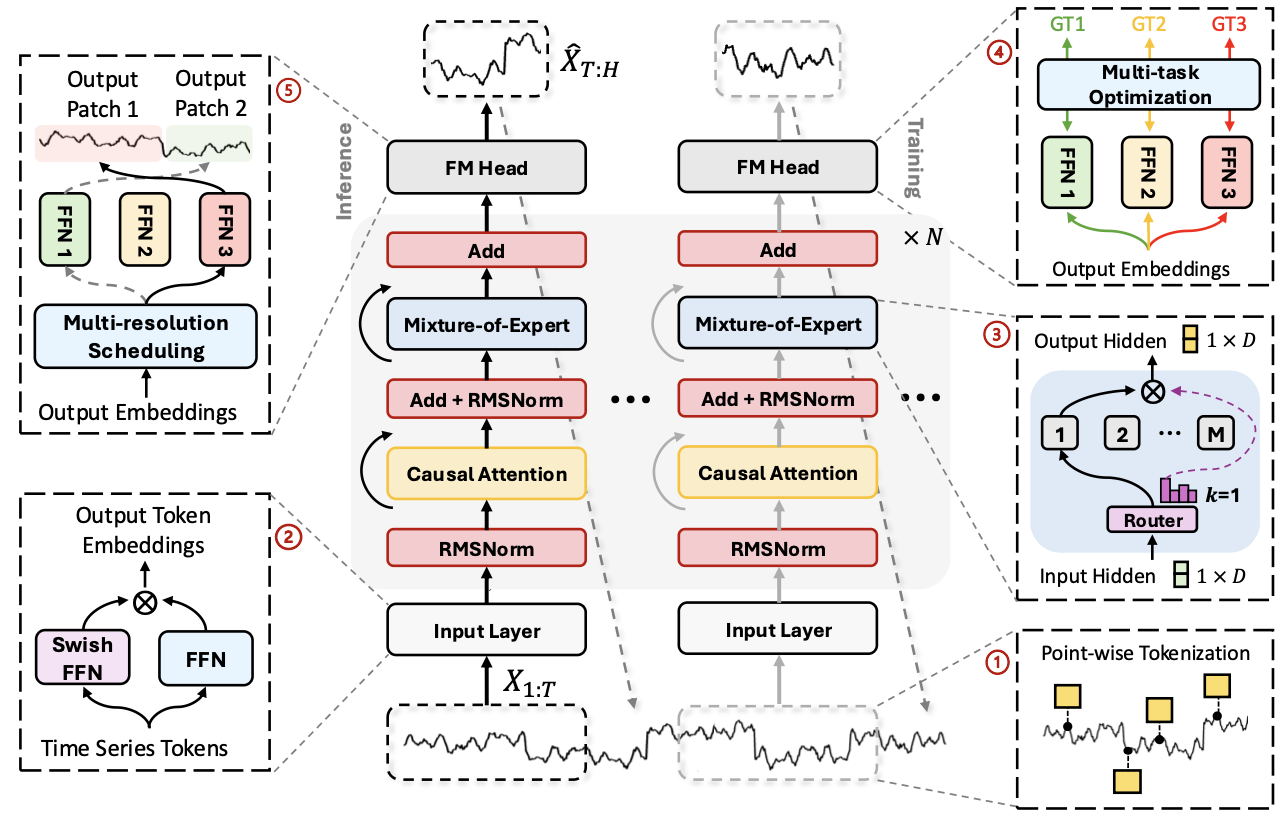 Output
Patch 1
Output
Patch 2
⑤
FFN 1
FFN 2
FFN 3
Multi-resolution
Scheduling
Output Embeddings
Output Token
Embeddings
②
Swish
FFN
FFN
Time Series Tokens
X̂_{T:H}
Inference
FM Head
Add
Mixture-of-Expert
Add + RMSNorm
Causal Attention
RMSNorm
Input Layer
X_{1:T}
•••
Training
FM Head
× N
Add
Mixture-of-Expert
Add + RMSNorm
•••
Causal Attention
RMSNorm
Input Layer
④
GT1 GT2 GT3
Multi-task
Optimization
FFN 1
FFN 2
FFN 3
Output Embeddings
③
Output Hidden 1 × D
1 2 ··· M
k=1
Router
Input Hidden 1 × D
①
Point-wise Tokenization